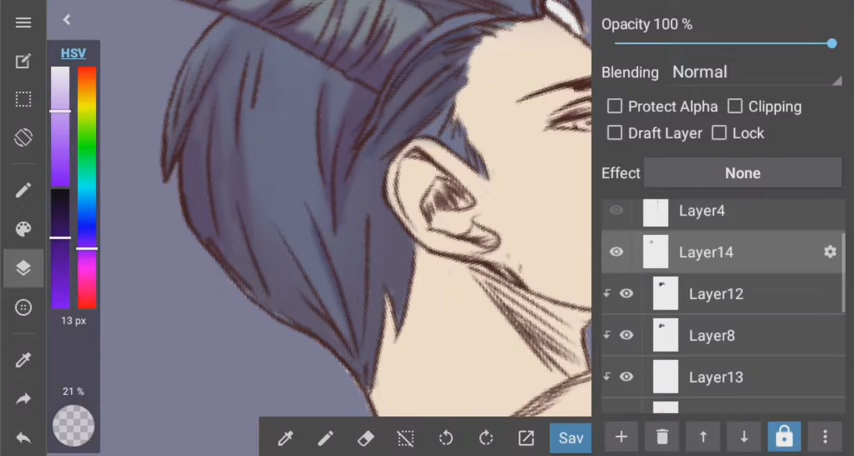 HSV
13 px
21 %
Sav
Opacity 100 %
Blending Normal
Protect Alpha Clipping
Draft Layer Lock
Effect None
Layer4
Layer14
Layer12
Layer8
Layer13